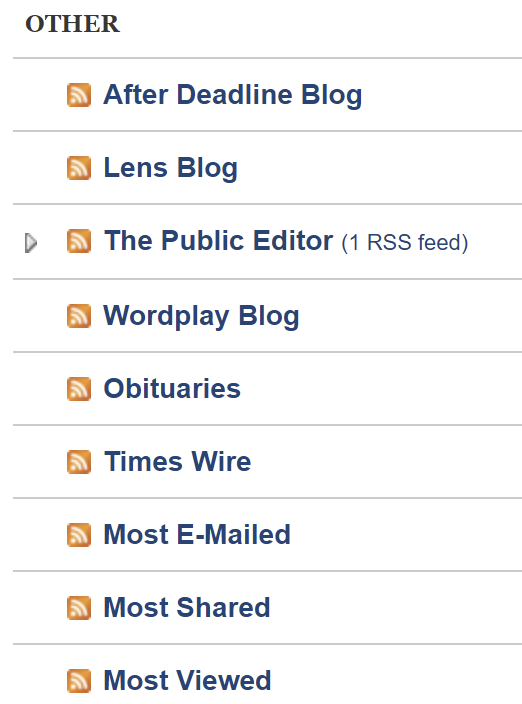 OTHER
After Deadline Blog
Lens Blog
The Public Editor (1 RSS feed)
Wordplay Blog
Obituaries
Times Wire
Most E-Mailed
Most Shared
Most Viewed